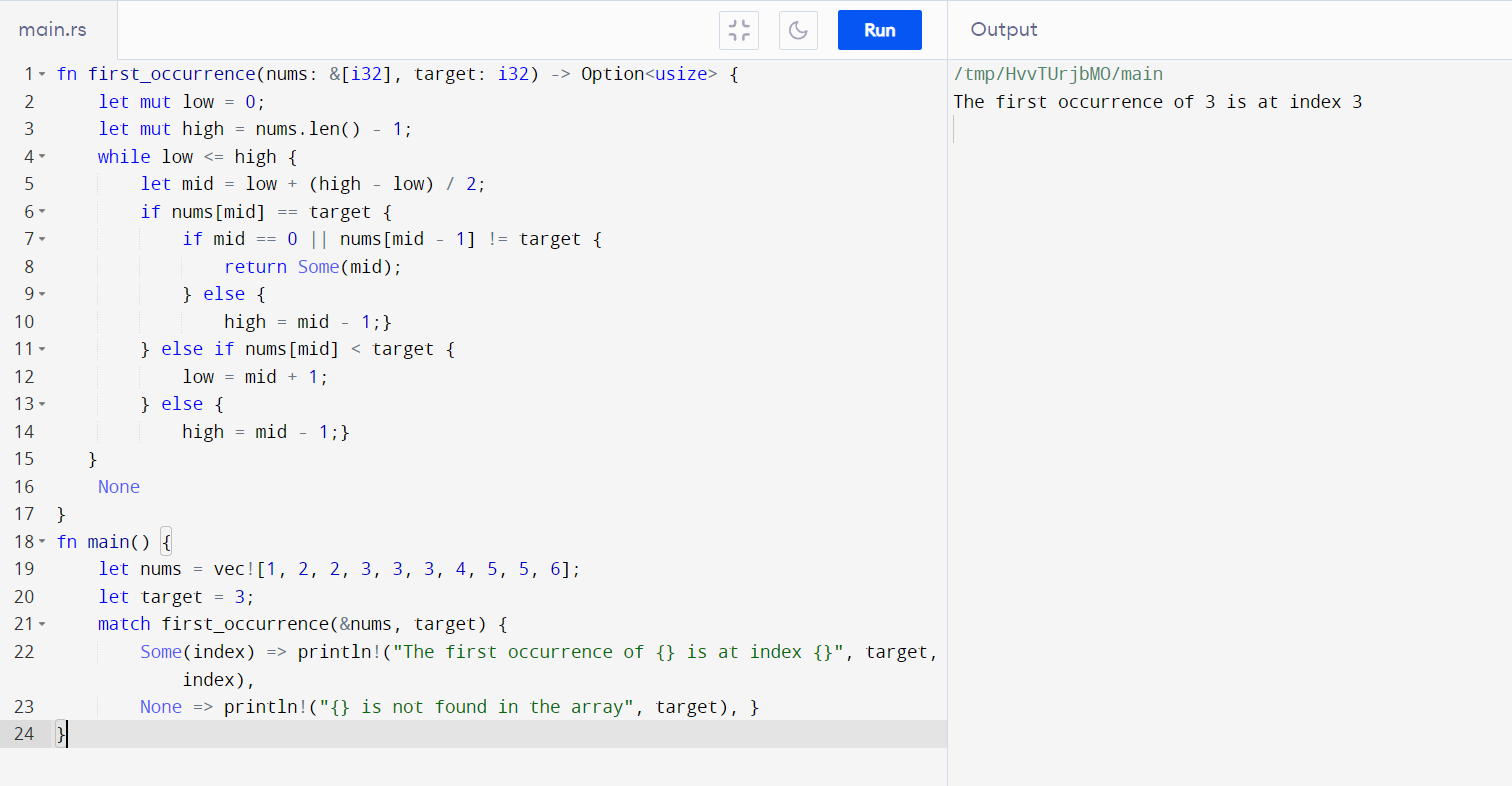 main.rs
Run
Output
1 fn first_occurrence(nums: &[i32], target: i32) -> Option<usize> {
2     let mut low = 0;
3     let mut high = nums.len() - 1;
4     while low <= high {
5         let mid = low + (high - low) / 2;
6         if nums[mid] == target {
7             if mid == 0 || nums[mid - 1] != target {
8                 return Some(mid);
9             } else {
10                 high = mid - 1;}
11         } else if nums[mid] < target {
12             low = mid + 1;
13         } else {
14             high = mid - 1;}
15    }
16     None
17 }
18 fn main() {
19     let nums = vec![1, 2, 2, 3, 3, 3, 4, 5, 5, 6];
20     let target = 3;
21     match first_occurrence(&nums, target) {
22         Some(index) => println!("The first occurrence of {} is at index {}", target,
            index),
23         None => println!("{} is not found in the array", target), }
24 }
/tmp/HvvTUrjbMO/main
The first occurrence of 3 is at index 3